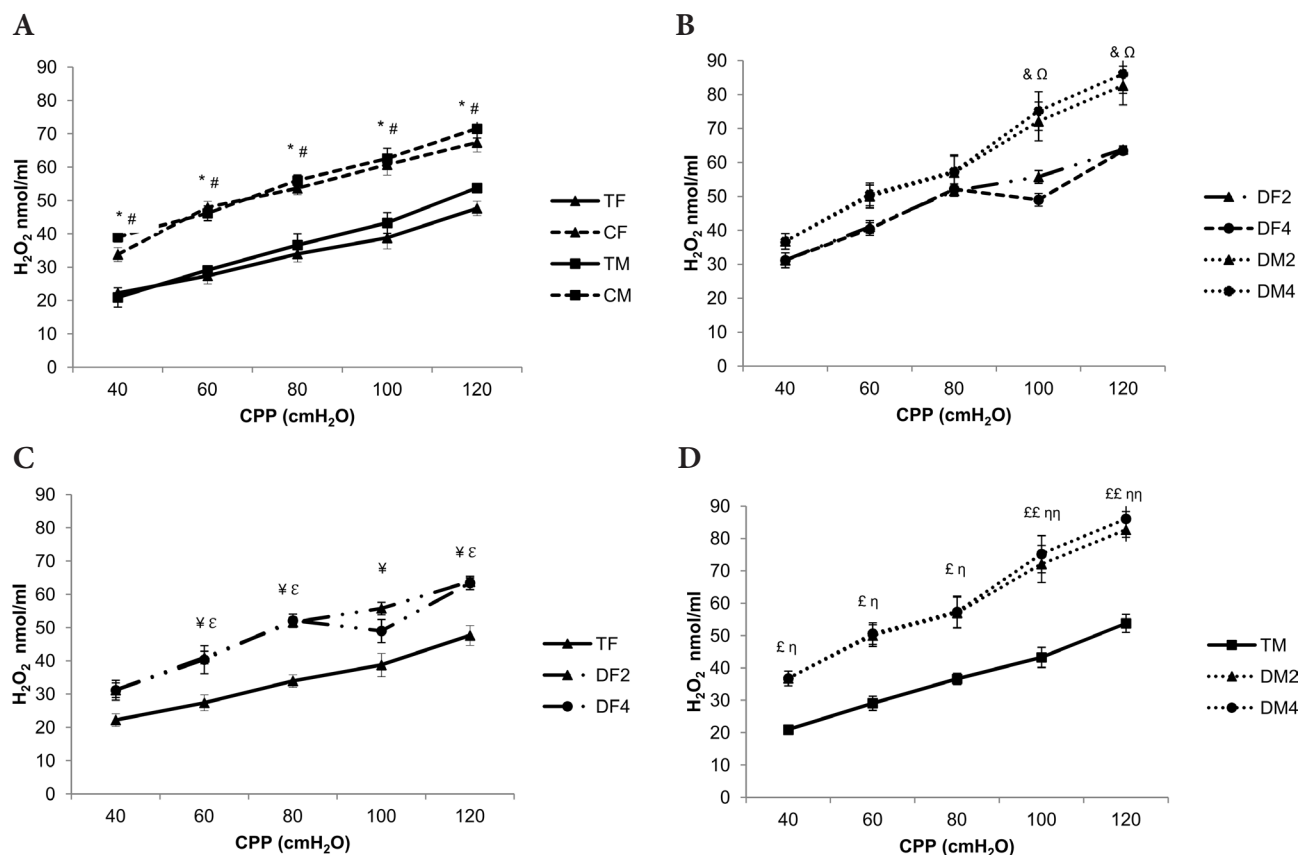 A
H₂O₂ nmol/ml
90
80
70
60
50
40
30
20
10
0
* #
* #
* #
* #
* #
40 60 80 100 120
CPP (cmH₂O)
TF
CF
TM
CM
B
H₂O₂ nmol/ml
90
80
70
60
50
40
30
20
10
0
& Ω
& Ω
40 60 80 100 120
CPP (cmH₂O)
DF2
DF4
DM2
DM4
C
H₂O₂ nmol/ml
90
80
70
60
50
40
30
20
10
0
¥ ℇ
¥ ℇ
¥
¥ ℇ
40 60 80 100 120
CPP (cmH₂O)
TF
DF2
DF4
D
H₂O₂ nmol/ml
90
80
70
60
50
40
30
20
10
0
£ η
£ η
£ η
££ ηη
££ ηη
40 60 80 100 120
CPP (cmH₂O)
TM
DM2
DM4